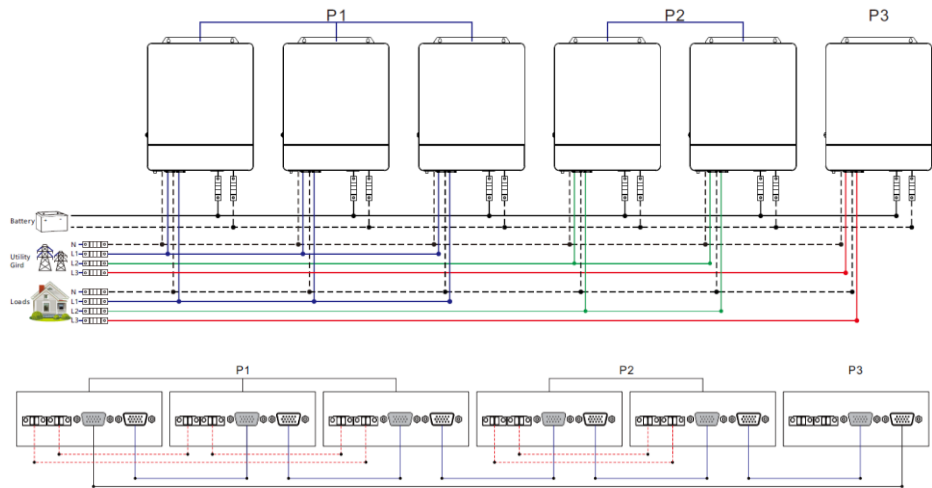 P1
P2
P3
Battery
Utility
Gird
N
L1
L2
L3
Loads
N
L1
L2
L3
P1
P2
P3